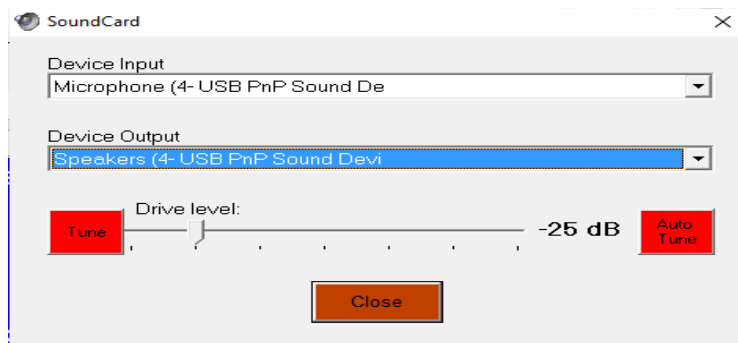 SoundCard
Device Input
Microphone (4- USB PnP Sound De
Device Output
Speakers (4- USB PnP Sound Devi
Drive level:
Tune
-25 dB
Auto
Tune
Close